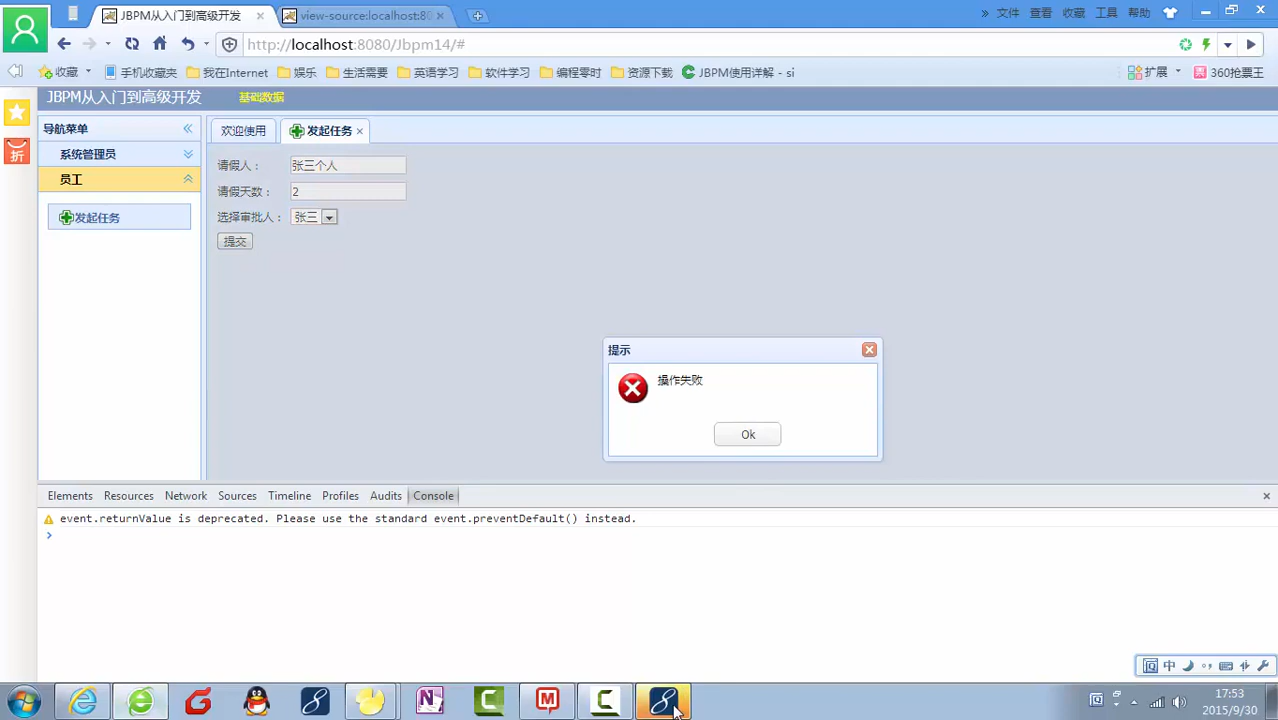 JBPM从入门到高级开发
view-source:localhost:80
文件 查看 收藏 工具 帮助
http://localhost:8080/Jbpm14/#
收藏 手机收藏夹 我在Internet 娱乐 生活需要 英语学习 软件学习 编程零时 资源下载 JBPM使用详解 - si 扩展 360抢票王
JBPM从入门到高级开发 基础数据
折
导航菜单
系统管理员
员工
发起任务
欢迎使用 发起任务
请假人： 张三个人
请假天数： 2
选择审批人： 张三
提交
提示
操作失败
Ok
Elements Resources Network Sources Timeline Profiles Audits Console
event.returnValue is deprecated. Please use the standard event.preventDefault() instead.
中
17:53
2015/9/30